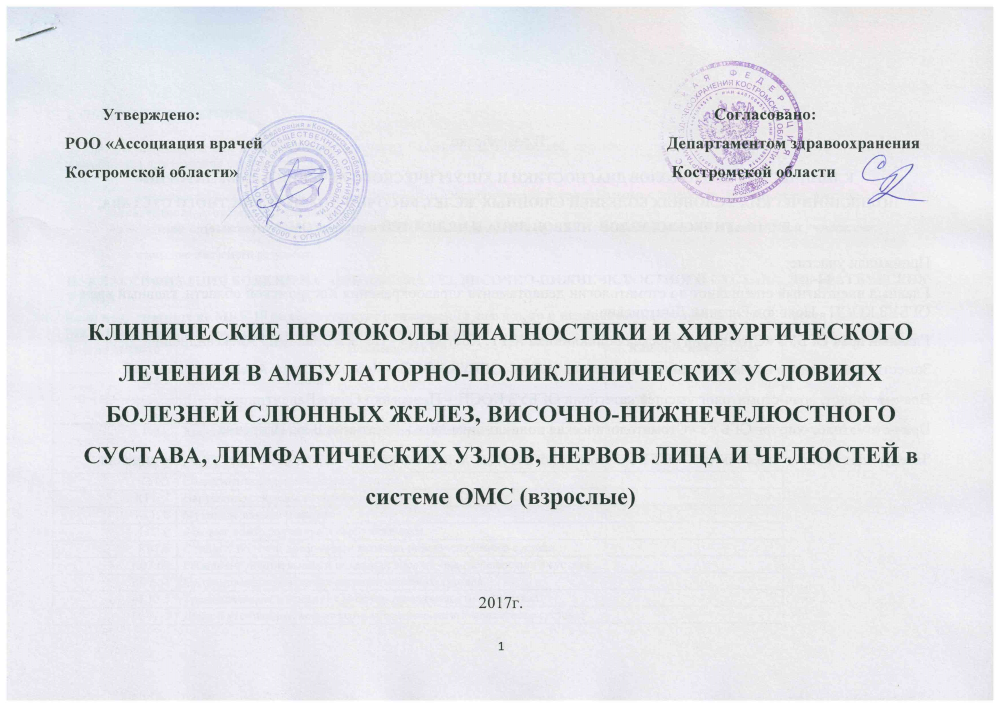 Утверждено:
РОО «Ассоциация врачей
Костромской области»
Согласовано:
Департаментом здравоохранения
Костромской области
КЛИНИЧЕСКИЕ ПРОТОКОЛЫ ДИАГНОСТИКИ И ХИРУРГИЧЕСКОГО
ЛЕЧЕНИЯ В АМБУЛАТОРНО-ПОЛИКЛИНИЧЕСКИХ УСЛОВИЯХ
БОЛЕЗНЕЙ СЛЮННЫХ ЖЕЛЕЗ, ВИСОЧНО-НИЖНЕЧЕЛЮСТНОГО
СУСТАВА, ЛИМФАТИЧЕСКИХ УЗЛОВ, НЕРВОВ ЛИЦА И ЧЕЛЮСТЕЙ в
системе ОМС (взрослые)
2017г.
1